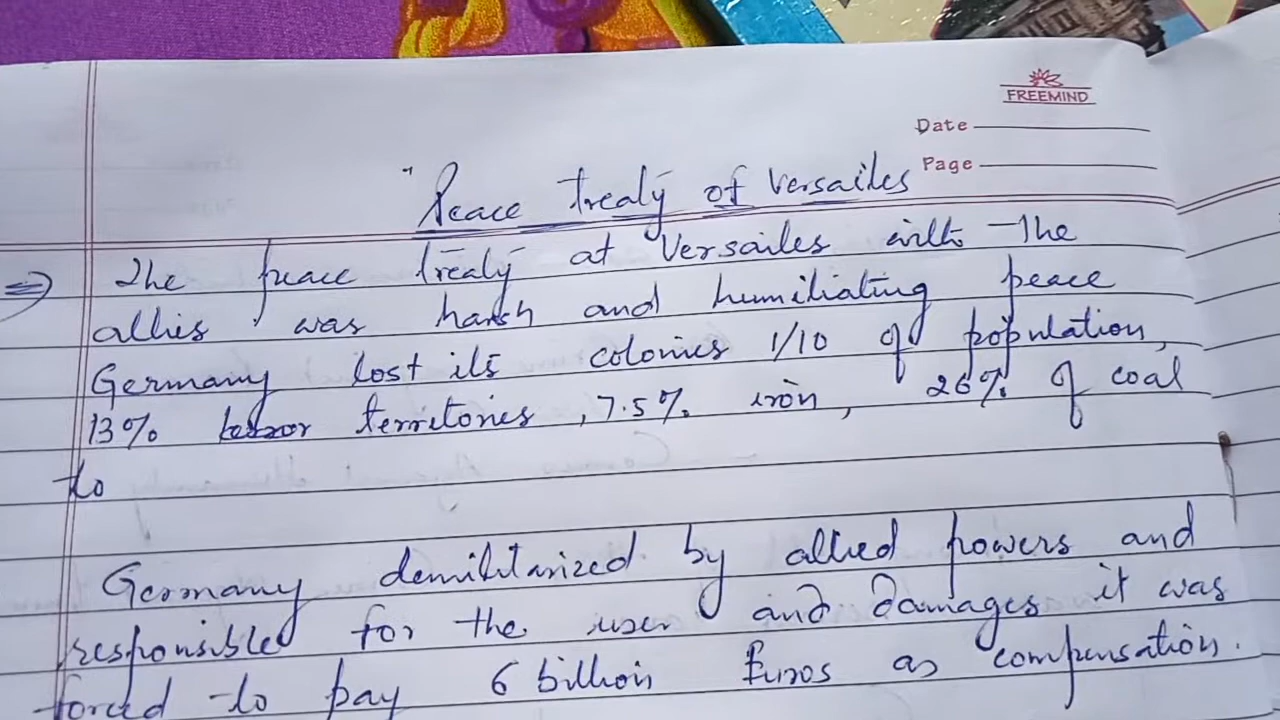 FREEMIND
Date
Page
" Peace treaty of Versailes
⇒ The peace treaty at Versailes with the
allies was harsh and humiliating peace
Germany lost its colonies 1/10 of population,
13% territories, 7.5% iron, 26% of coal
to
Germany demilitarized by allied powers and
responsible for the and damages it was
forced to pay 6 billion Euros as compensation.